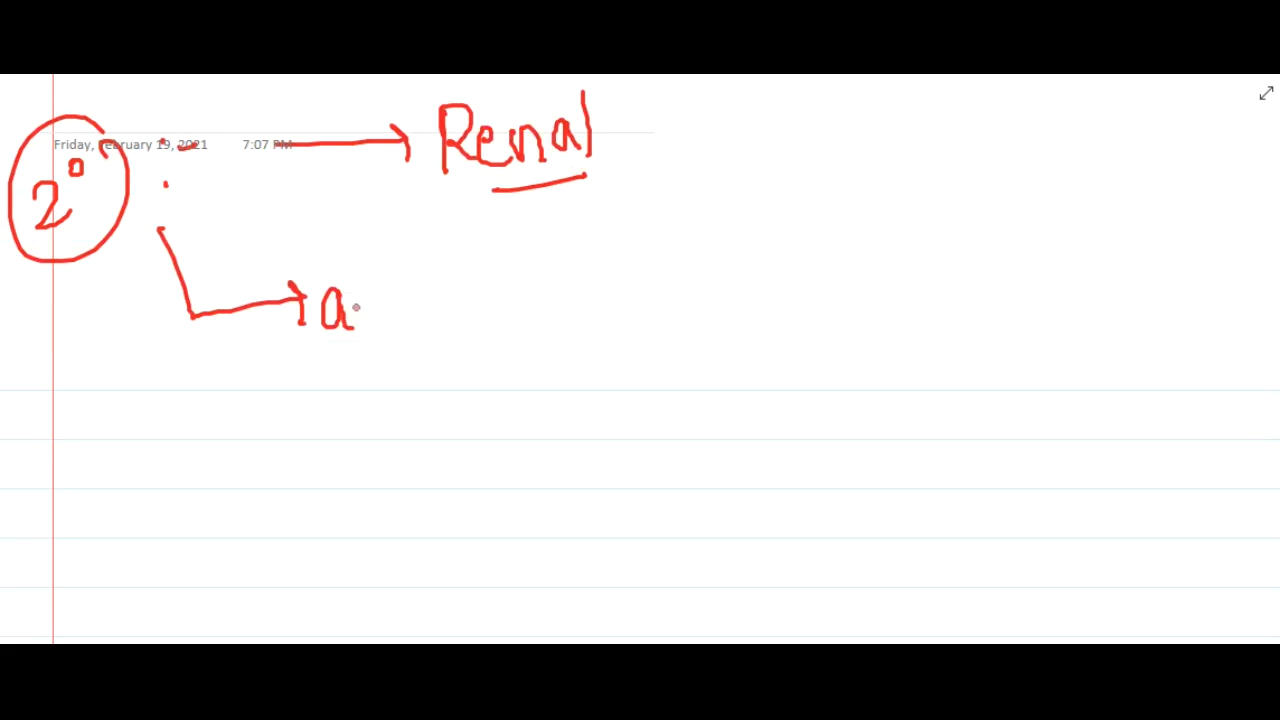 Friday, February 19, 2021 7:07 PM
2° :- → Renal
→ a